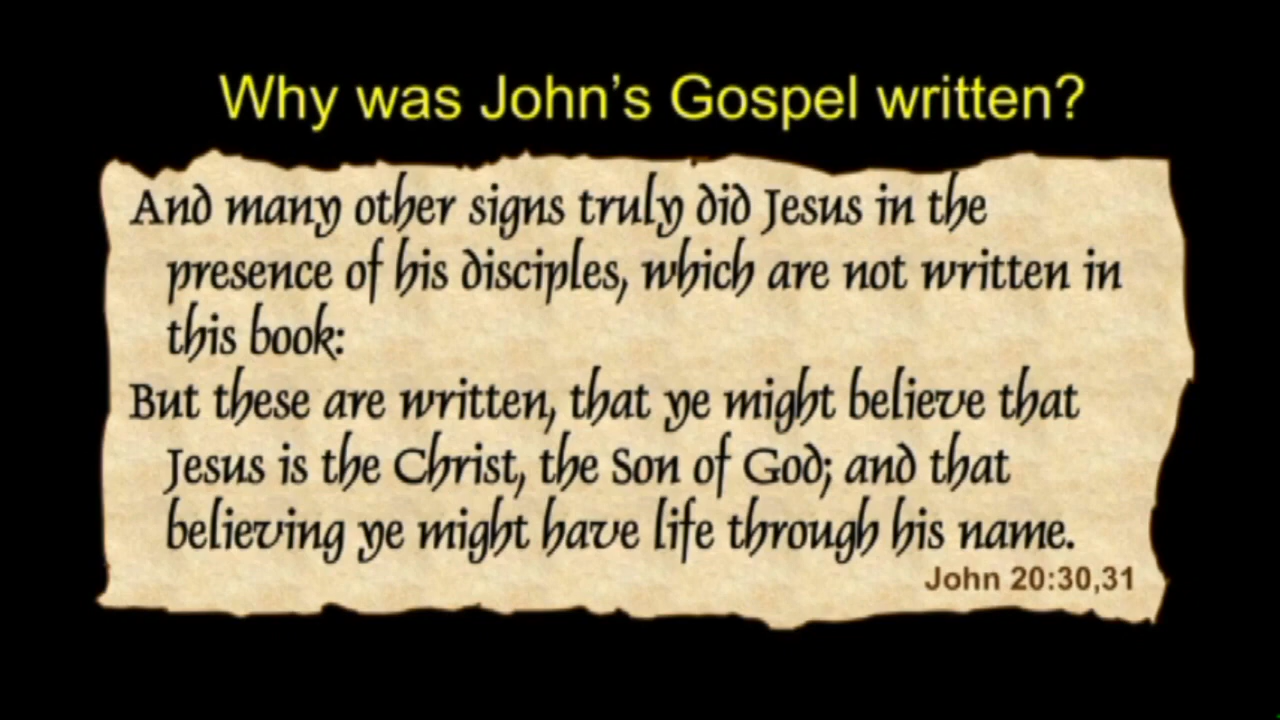 Why was John’s Gospel written?
And many other signs truly did Jesus in the
presence of his disciples, which are not written in
this book:
But these are written, that ye might believe that
Jesus is the Christ, the Son of God; and that
believing ye might have life through his name.
John 20:30,31